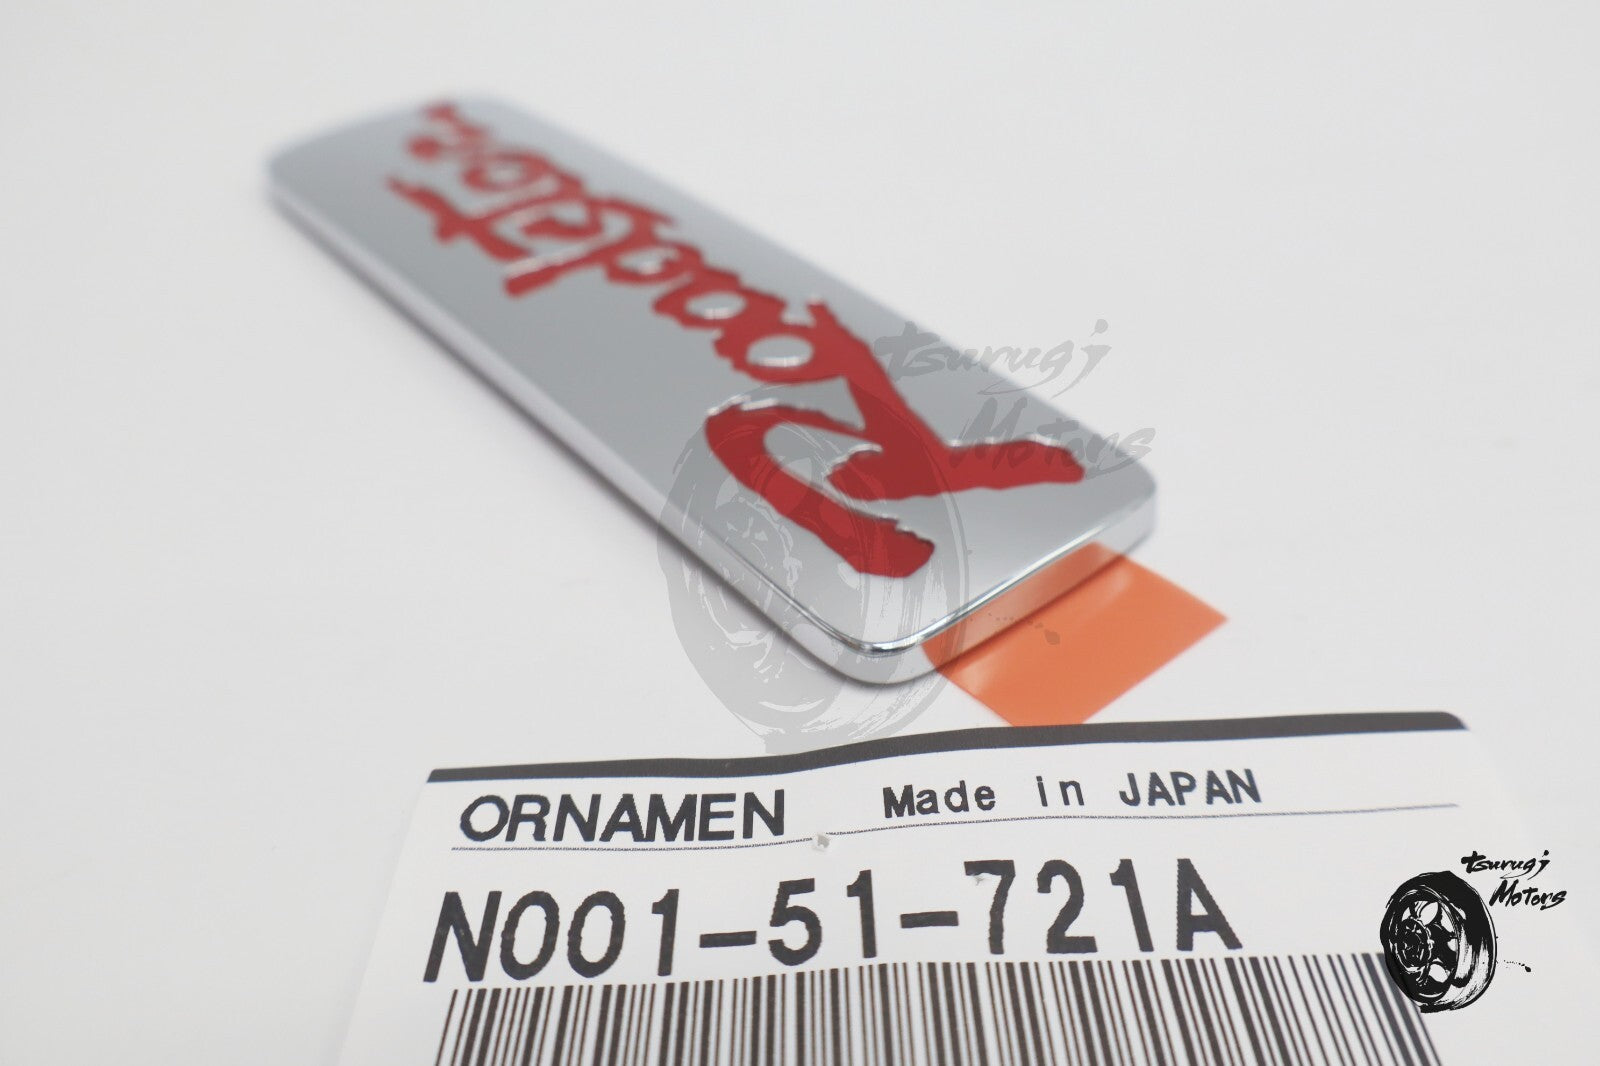 Roadster
tsurugi
Motors
ORNAMEN Made in JAPAN
N001-51-721A
tsurugi
Motors